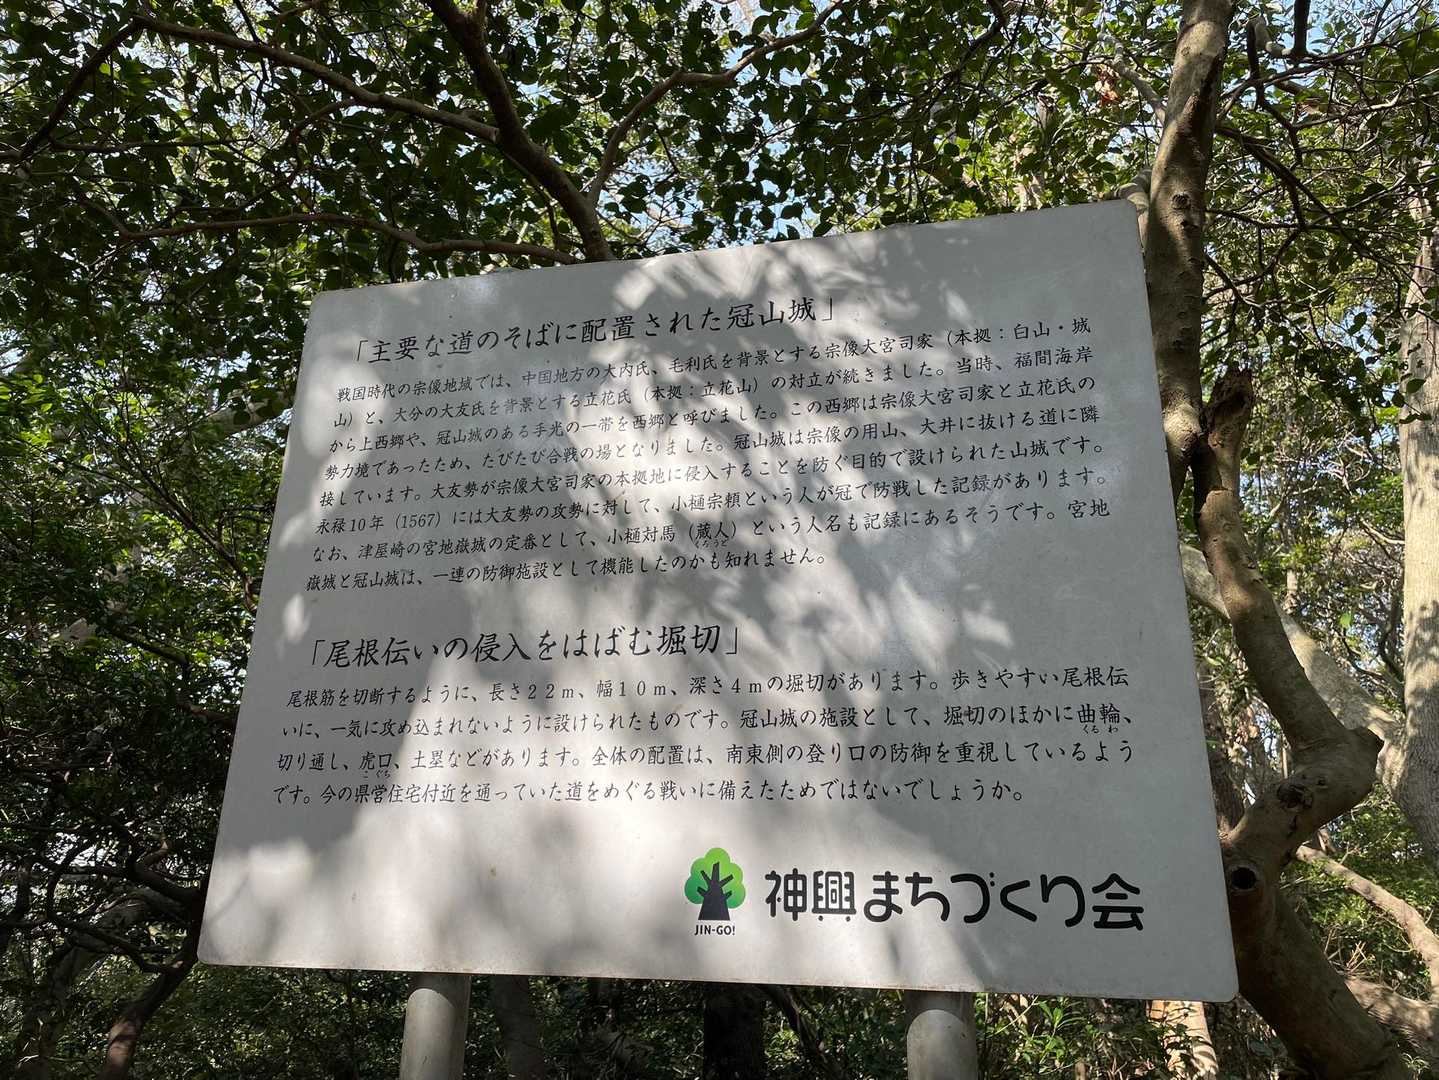 「主要な道のそばに配置された冠山城」
戦国時代の宗像地域では、中国地方の大内氏、毛利氏を背景とする宗像大宮司家（本拠：白山・城
山）と、大分の大友氏を背景とする立花氏（本拠：立花山）の対立が続きました。当時、福間海岸
から上西郷や、冠山城のある手光の一帯を西郷と呼びました。この西郷は宗像大宮司家と立花氏の
勢力境であったため、たびたび合戦の場となりました。冠山城は宗像の用山、大井に抜ける道に隣
接しています。大友勢が宗像大宮司家の本拠地に侵入することを防ぐ目的で設けられた山城です。
永禄10年（1567）には大友勢の攻勢に対して、小樋宗頼という人が冠で防戦した記録があります。
なお、津屋崎の宮地嶽城の定番として、小樋対馬（蔵人）という人名も記録にあるそうです。宮地
くろうど
嶽城と冠山城は、一連の防御施設として機能したのかも知れません。
「尾根伝いの侵入をはばむ堀切」
尾根筋を切断するように、長さ２２ｍ、幅１０ｍ、深さ４ｍの堀切があります。歩きやすい尾根伝
いに、一気に攻め込まれないように設けられたものです。冠山城の施設として、堀切のほかに曲輪、
くるわ
切り通し、虎口、土塁などがあります。全体の配置は、南東側の登り口の防御を重視しているよう
こぐち
です。今の県営住宅付近を通っていた道をめぐる戦いに備えたためではないでしょうか。
JIN-GO!
神興まちづくり会